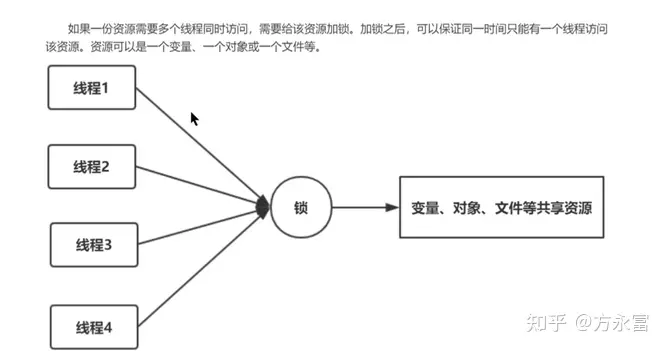 如果一份资源需要多个线程同时访问，需要给该资源加锁。加锁之后，可以保证同一时间只能有一个线程访问
该资源。资源可以是一个变量、一个对象或一个文件等。
线程1
线程2
锁
变量、对象、文件等共享资源
线程3
线程4
知乎 @方永富